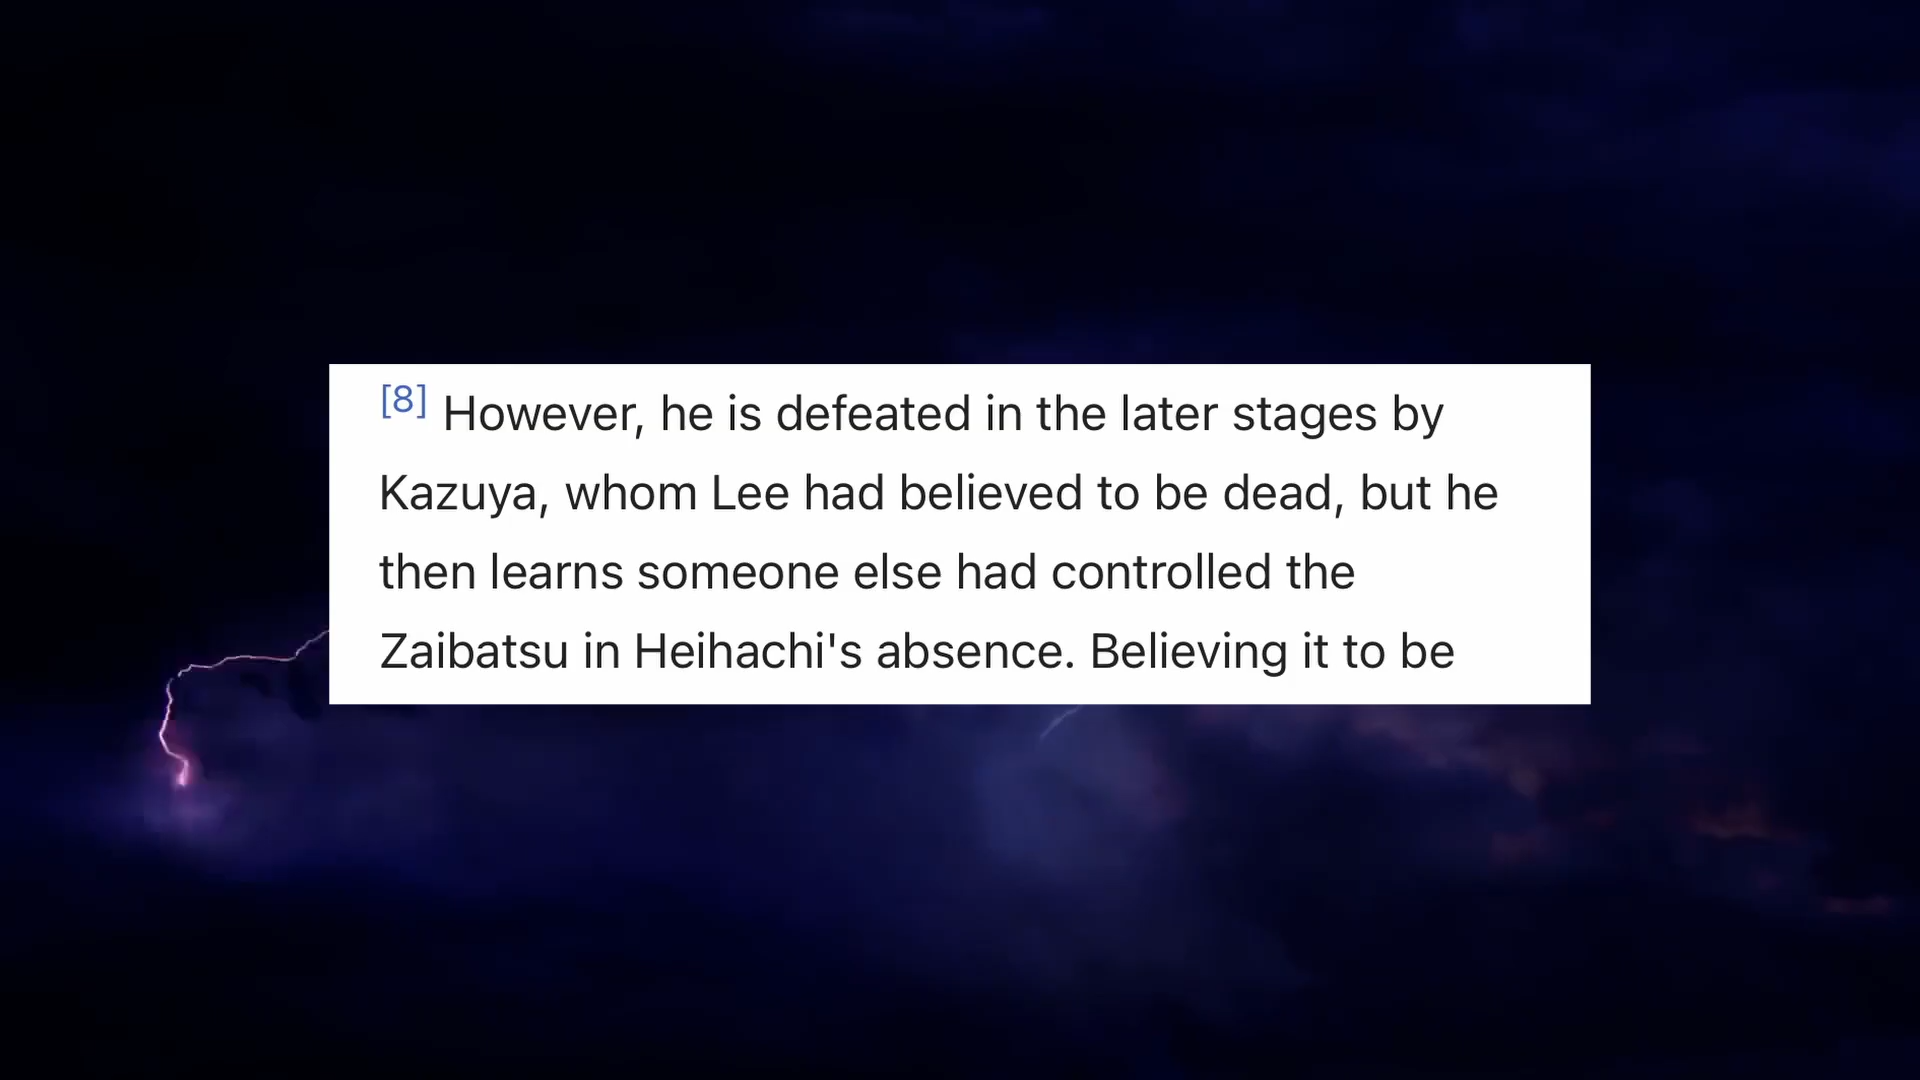 [8] However, he is defeated in the later stages by
Kazuya, whom Lee had believed to be dead, but he
then learns someone else had controlled the
Zaibatsu in Heihachi's absence. Believing it to be